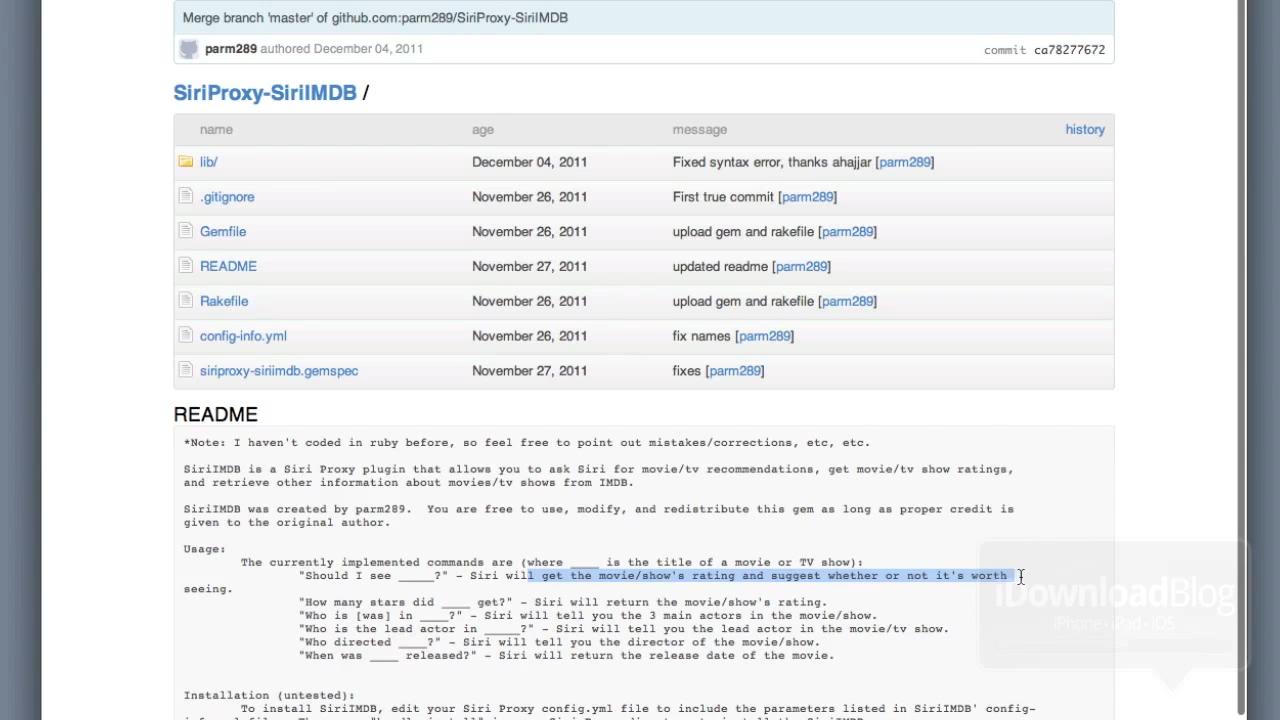 Merge branch 'master' of github.com:parm289/SiriProxy-SiriIMDB
parm289 authored December 04, 2011 commit ca78277672
SiriProxy-SiriIMDB /
name age message history
lib/ December 04, 2011 Fixed syntax error, thanks ahajjar [parm289]
.gitignore November 26, 2011 First true commit [parm289]
Gemfile November 26, 2011 upload gem and rakefile [parm289]
README November 27, 2011 updated readme [parm289]
Rakefile November 26, 2011 upload gem and rakefile [parm289]
config-info.yml November 26, 2011 fix names [parm289]
siriproxy-siriimdb.gemspec November 27, 2011 fixes [parm289]
README
*Note: I haven't coded in ruby before, so feel free to point out mistakes/corrections, etc, etc.
SiriIMDB is a Siri Proxy plugin that allows you to ask Siri for movie/tv recommendations, get movie/tv show ratings,
and retrieve other information about movies/tv shows from IMDB.
SiriIMDB was created by parm289. You are free to use, modify, and redistribute this gem as long as proper credit is
given to the original author.
Usage:
The currently implemented commands are (where ____ is the title of a movie or TV show):
"Should I see _____?" - Siri will get the movie/show's rating and suggest whether or not it's worth
seeing.
"How many stars did ____ get?" - Siri will return the movie/show's rating.
"Who is [was] in ____?" - Siri will tell you the 3 main actors in the movie/show.
"Who is the lead actor in _____?" - Siri will tell you the lead actor in the movie/tv show.
"Who directed ____?" - Siri will tell you the director of the movie/show.
"When was ____ released?" - Siri will return the release date of the movie.
iDownloadBlog
iPhone • iPad • iOS
Installation (untested):
To install SiriIMDB, edit your Siri Proxy config.yml file to include the parameters listed in SiriIMDB' config-